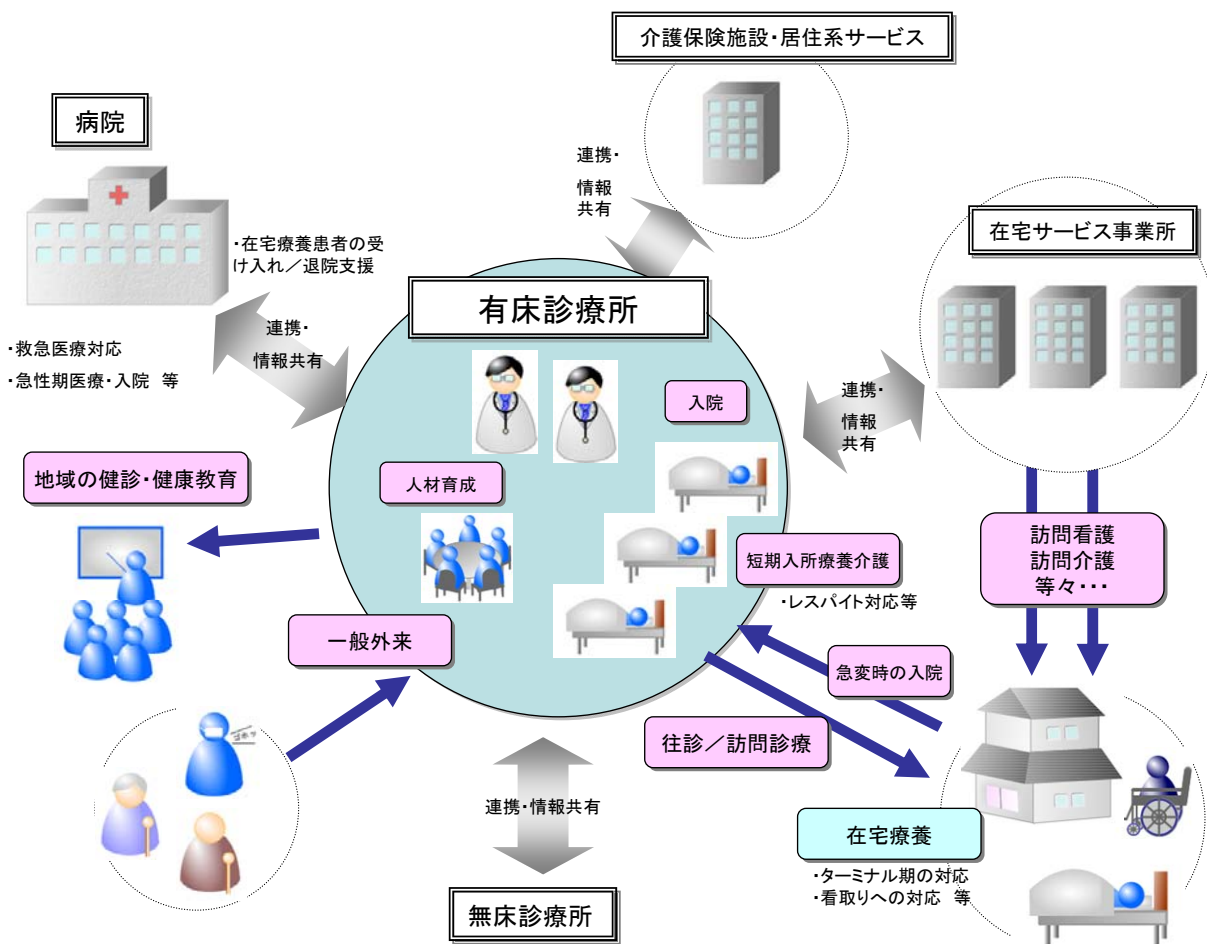 介護保険施設・居住系サービス
病院
連携・
情報
共有
・在宅療養患者の受
け入れ／退院支援
在宅サービス事業所
有床診療所
連携・
情報共有
・救急医療対応
・急性期医療・入院 等
入院
連携・
情報
共有
地域の健診・健康教育
人材育成
訪問看護
訪問介護
等々・・・
短期入所療養介護
・レスパイト対応等
一般外来
急変時の入院
往診／訪問診療
ゴホッ
連携・情報共有
在宅療養
・ターミナル期の対応
・看取りへの対応 等
無床診療所